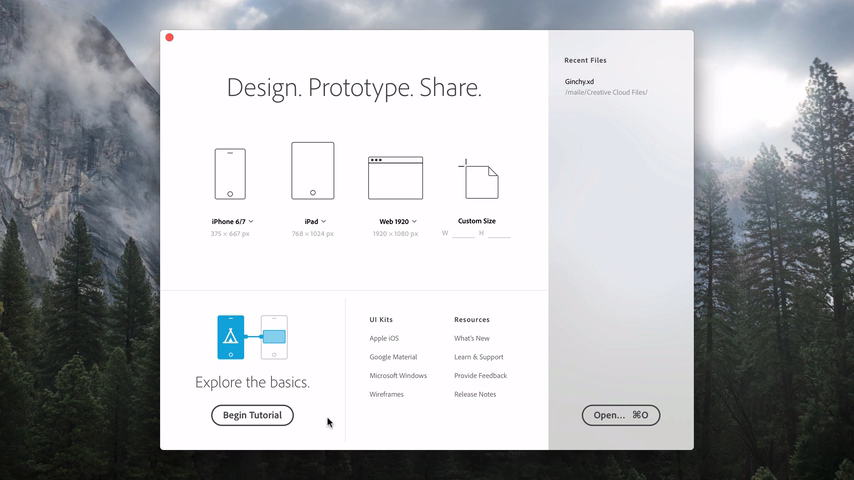 Design. Prototype. Share.
iPhone 6/7
375 x 667 px
iPad
768 x 1024 px
Web 1920
1920 x 1080 px
Custom Size
W H
Explore the basics.
Begin Tutorial
UI Kits
Apple iOS
Google Material
Microsoft Windows
Wireframes
Resources
What's New
Learn & Support
Provide Feedback
Release Notes
Recent Files
Ginchy.xd
/maile/Creative Cloud Files/
Open... ⌘O